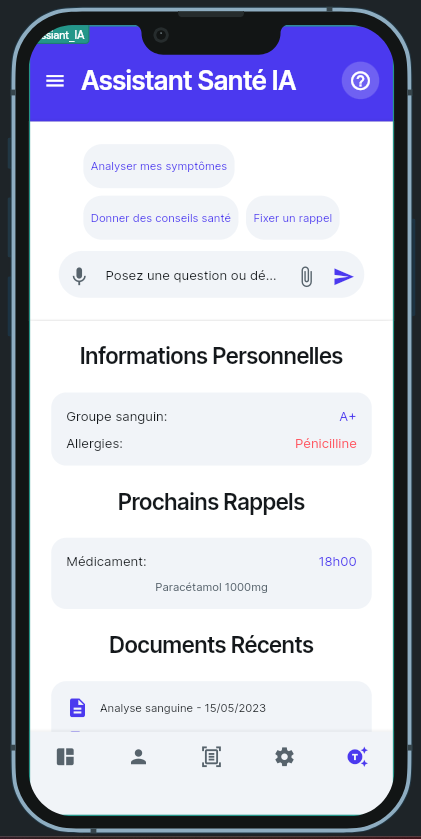 Assistant Santé IA
Analyser mes symptômes
Donner des conseils santé
Fixer un rappel
Posez une question ou dé...
Informations Personnelles
Groupe sanguin: A+
Allergies: Pénicilline
Prochains Rappels
Médicament: 18h00
Paracétamol 1000mg
Documents Récents
Analyse sanguine - 15/05/2023